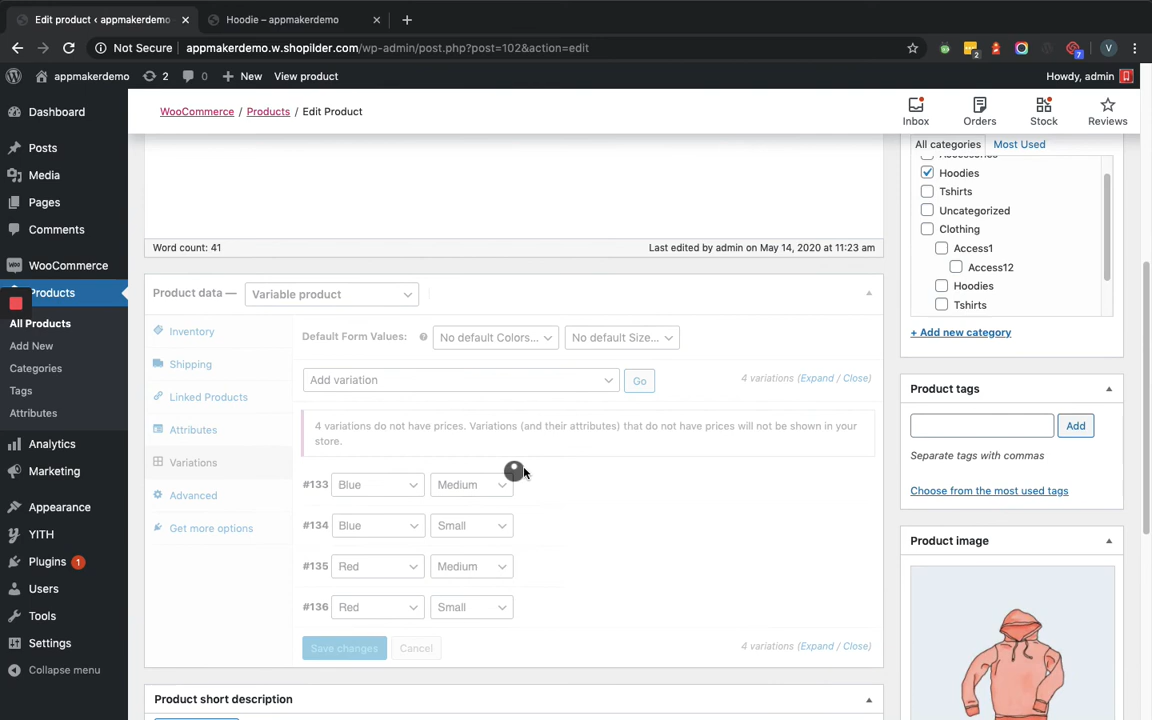 Edit product ‹ appmakerdemo
Hoodie – appmakerdemo
Not Secure
appmakerdemo.w.shopilder.com/wp-admin/post.php?post=102&action=edit
2
7
V
appmakerdemo
2
0
New
View product
Howdy, admin
Dashboard
Posts
Media
Pages
Comments
WooCommerce
Products
All Products
Add New
Categories
Tags
Attributes
Analytics
Marketing
Appearance
YITH
Plugins 1
Users
Tools
Settings
Collapse menu
WooCommerce / Products / Edit Product
Inbox
Orders
Stock
Reviews
Word count: 41
Last edited by admin on May 14, 2020 at 11:23 am
Product data —
Variable product
Inventory
Shipping
Linked Products
Attributes
Variations
Advanced
Get more options
Default Form Values:
No default Colors...
No default Size...
Add variation
Go
4 variations (Expand / Close)
4 variations do not have prices. Variations (and their attributes) that do not have prices will not be shown in your
store.
#133 Blue Medium
#134 Blue Small
#135 Red Medium
#136 Red Small
Save changes
Cancel
4 variations (Expand / Close)
Product short description
All categories
Most Used
Accessories
Hoodies
Tshirts
Uncategorized
Clothing
Access1
Access12
Hoodies
Tshirts
+ Add new category
Product tags
Add
Separate tags with commas
Choose from the most used tags
Product image